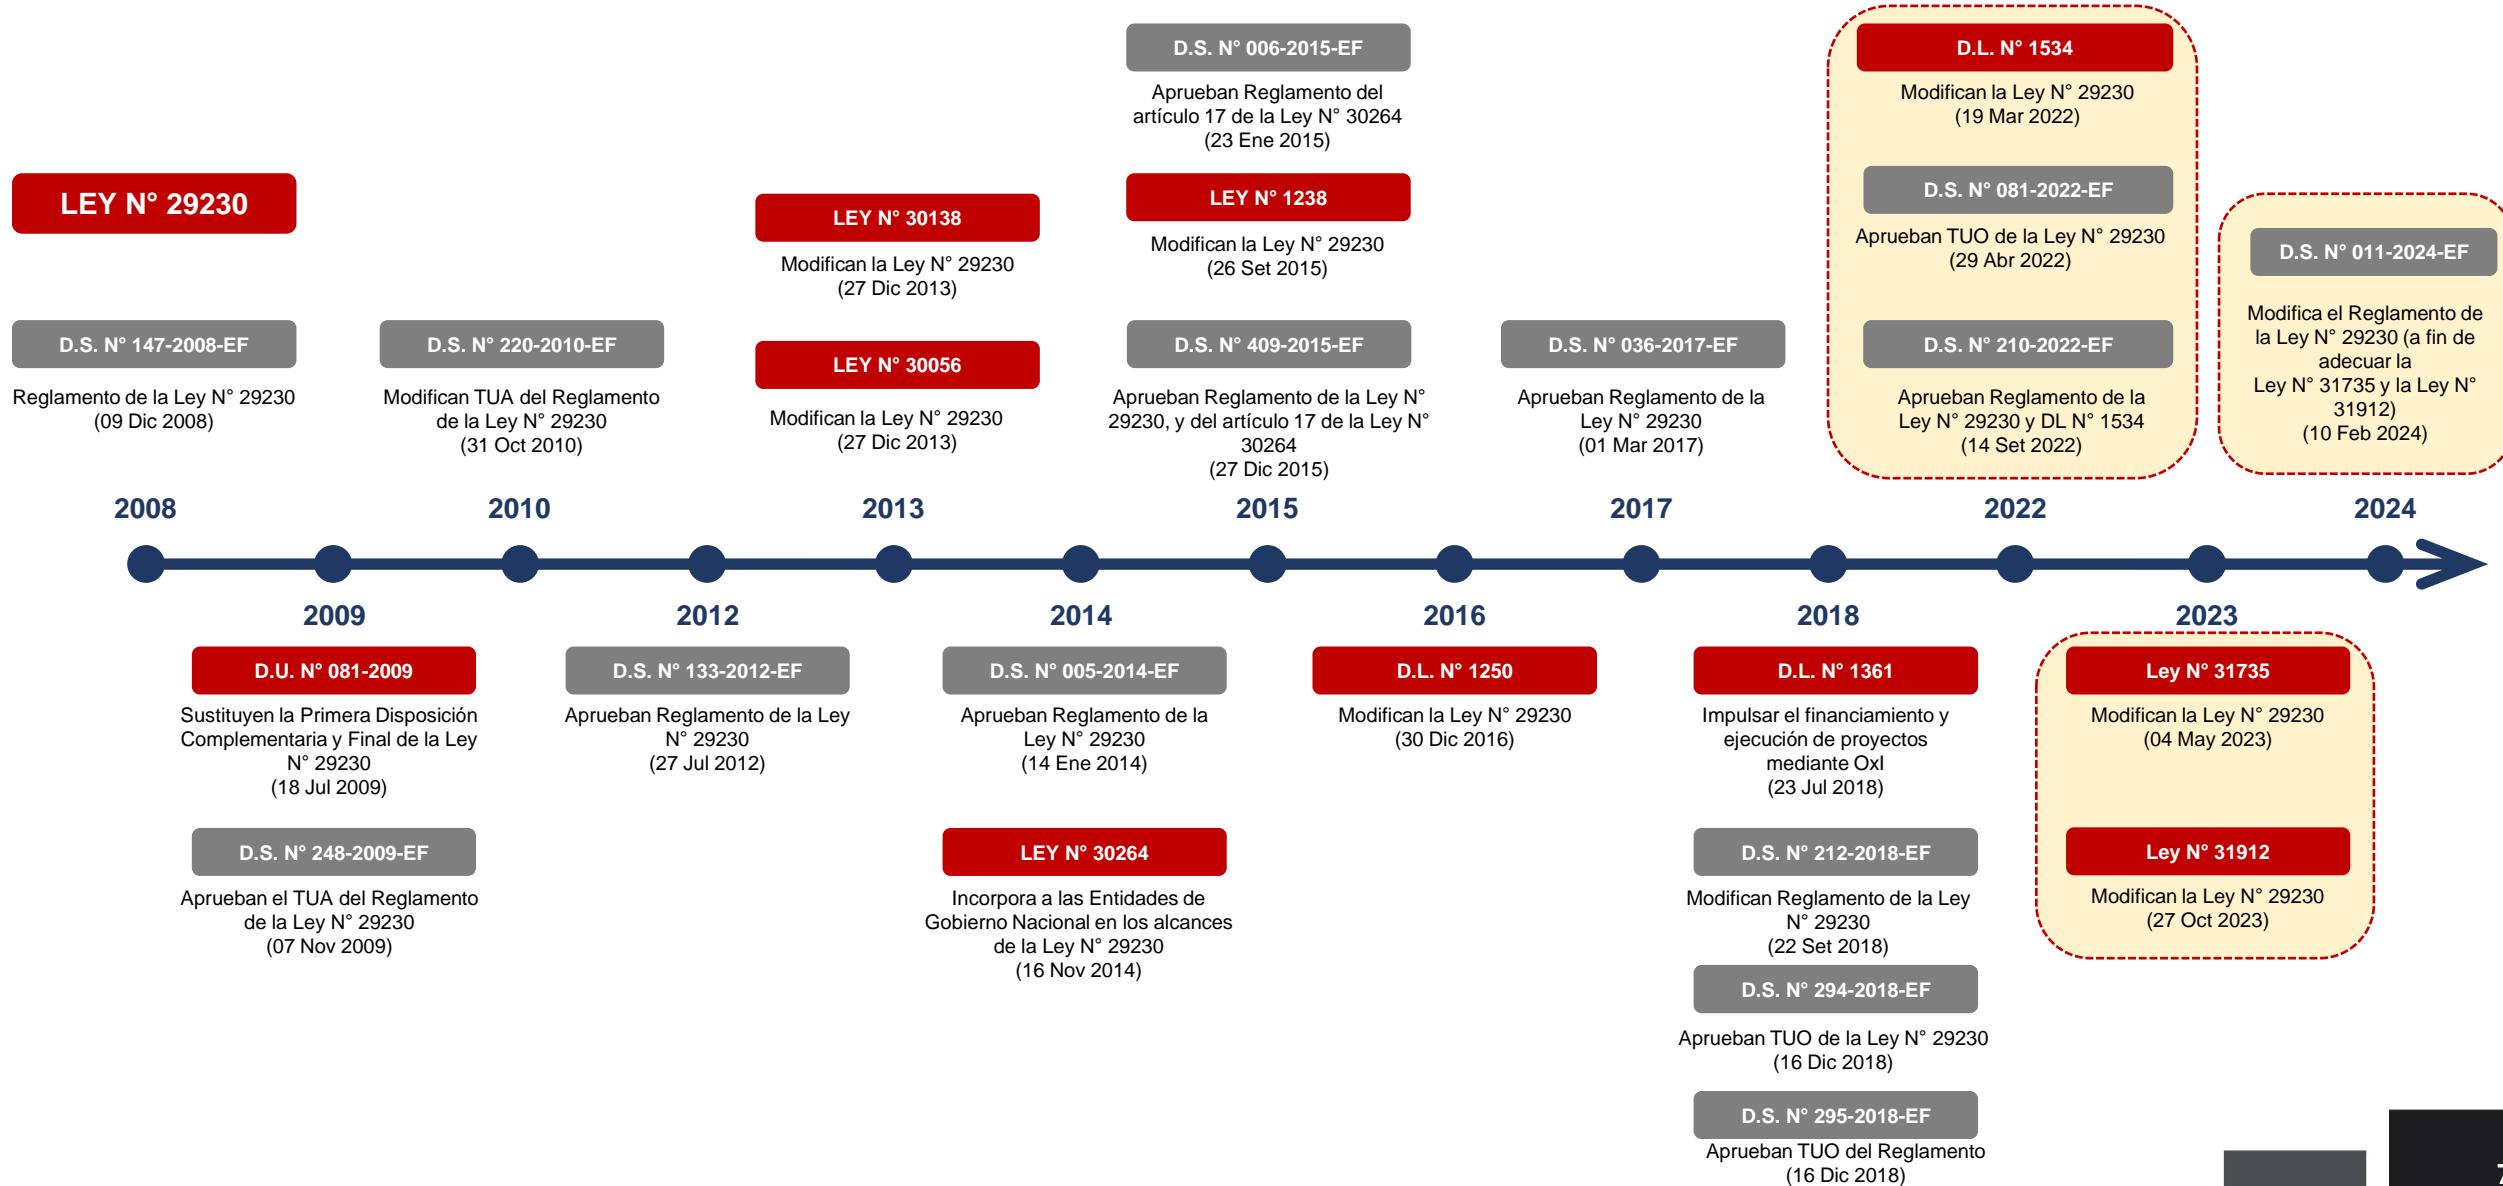 LEY N° 29230
D.S. N° 147-2008-EF
Reglamento de la Ley N° 29230
(09 Dic 2008)
D.S. N° 220-2010-EF
Modifican TUA del Reglamento
de la Ley N° 29230
(31 Oct 2010)
LEY N° 30138
Modifican la Ley N° 29230
(27 Dic 2013)
LEY N° 30056
Modifican la Ley N° 29230
(27 Dic 2013)
D.S. N° 006-2015-EF
Aprueban Reglamento del
artículo 17 de la Ley N° 30264
(23 Ene 2015)
LEY N° 1238
Modifican la Ley N° 29230
(26 Set 2015)
D.S. N° 409-2015-EF
Aprueban Reglamento de la Ley N°
29230, y del artículo 17 de la Ley N°
30264
(27 Dic 2015)
D.S. N° 036-2017-EF
Aprueban Reglamento de la
Ley N° 29230
(01 Mar 2017)
D.L. N° 1534
Modifican la Ley N° 29230
(19 Mar 2022)
D.S. N° 081-2022-EF
Aprueban TUO de la Ley N° 29230
(29 Abr 2022)
D.S. N° 210-2022-EF
Aprueban Reglamento de la
Ley N° 29230 y DL N° 1534
(14 Set 2022)
D.S. N° 011-2024-EF
Modifica el Reglamento de
la Ley N° 29230 (a fin de
adecuar la
Ley N° 31735 y la Ley N°
31912)
(10 Feb 2024)
2008
2010
2013
2015
2017
2022
2024
2009
2012
2014
2016
2018
2023
D.U. N° 081-2009
Sustituyen la Primera Disposición
Complementaria y Final de la Ley
N° 29230
(18 Jul 2009)
D.S. N° 248-2009-EF
Aprueban el TUA del Reglamento
de la Ley N° 29230
(07 Nov 2009)
D.S. N° 133-2012-EF
Aprueban Reglamento de la Ley
N° 29230
(27 Jul 2012)
D.S. N° 005-2014-EF
Aprueban Reglamento de la
Ley N° 29230
(14 Ene 2014)
LEY N° 30264
Incorpora a las Entidades de
Gobierno Nacional en los alcances
de la Ley N° 29230
(16 Nov 2014)
D.L. N° 1250
Modifican la Ley N° 29230
(30 Dic 2016)
D.L. N° 1361
Impulsar el financiamiento y
ejecución de proyectos
mediante OxI
(23 Jul 2018)
D.S. N° 212-2018-EF
Modifican Reglamento de la Ley
N° 29230
(22 Set 2018)
D.S. N° 294-2018-EF
Aprueban TUO de la Ley N° 29230
(16 Dic 2018)
D.S. N° 295-2018-EF
Aprueban TUO del Reglamento
(16 Dic 2018)
Ley N° 31735
Modifican la Ley N° 29230
(04 May 2023)
Ley N° 31912
Modifican la Ley N° 29230
(27 Oct 2023)